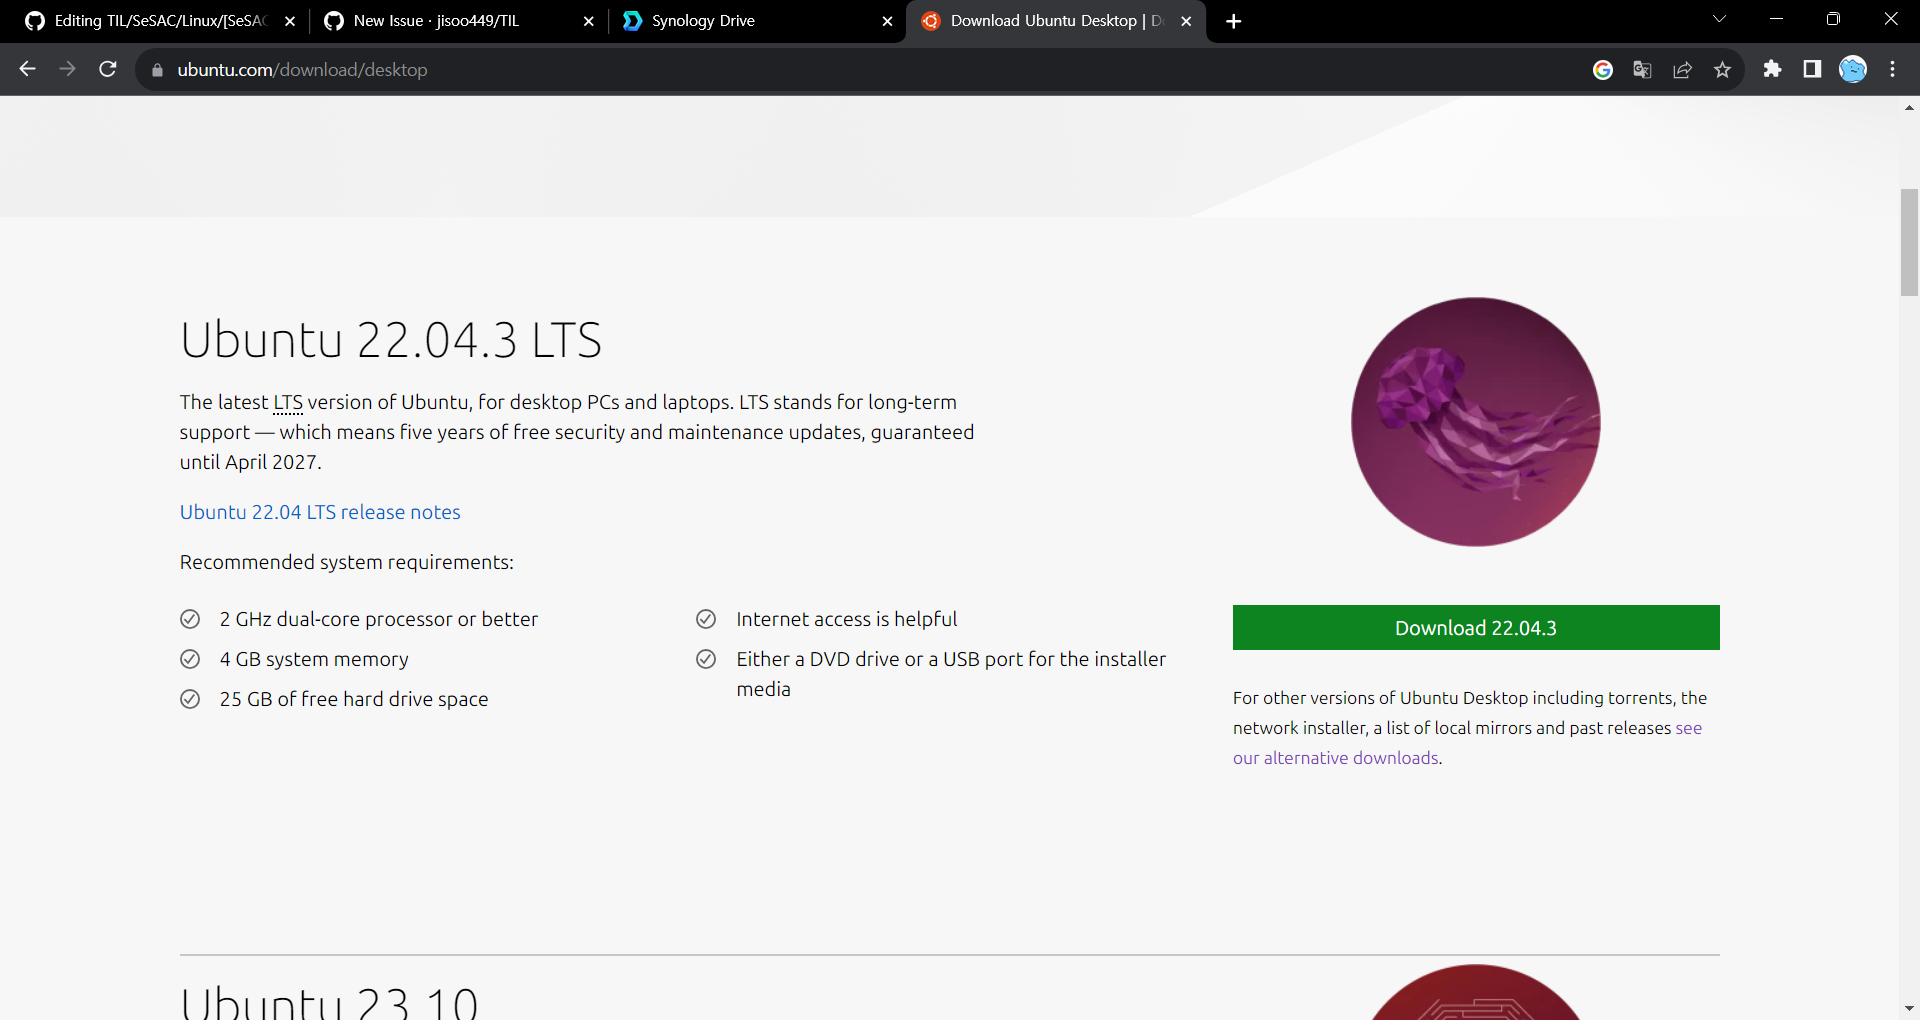 Editing TIL/SeSAC/Linux/[SeSAC
New Issue · jisoo449/TIL
Synology Drive
Download Ubuntu Desktop | Do
ubuntu.com/download/desktop
Ubuntu 22.04.3 LTS
The latest LTS version of Ubuntu, for desktop PCs and laptops. LTS stands for long-term
support — which means five years of free security and maintenance updates, guaranteed
until April 2027.
Ubuntu 22.04 LTS release notes
Recommended system requirements:
2 GHz dual-core processor or better
4 GB system memory
25 GB of free hard drive space
Internet access is helpful
Either a DVD drive or a USB port for the installer
media
Download 22.04.3
For other versions of Ubuntu Desktop including torrents, the
network installer, a list of local mirrors and past releases see
our alternative downloads.
Ubuntu 23.10